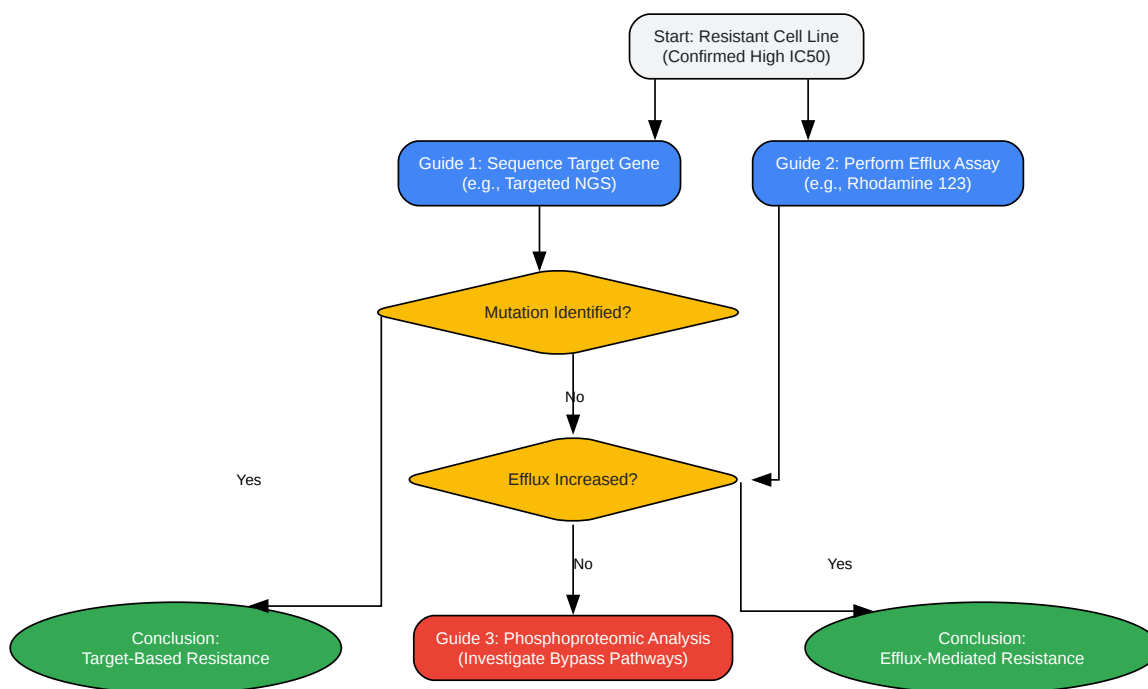 Start: Resistant Cell Line
(Confirmed High IC50)
Guide 1: Sequence Target Gene
(e.g., Targeted NGS)
Guide 2: Perform Efflux Assay
(e.g., Rhodamine 123)
Mutation Identified?
No
Efflux Increased?
Yes
No
Yes
Conclusion:
Target-Based Resistance
Guide 3: Phosphoproteomic Analysis
(Investigate Bypass Pathways)
Conclusion:
Efflux-Mediated Resistance